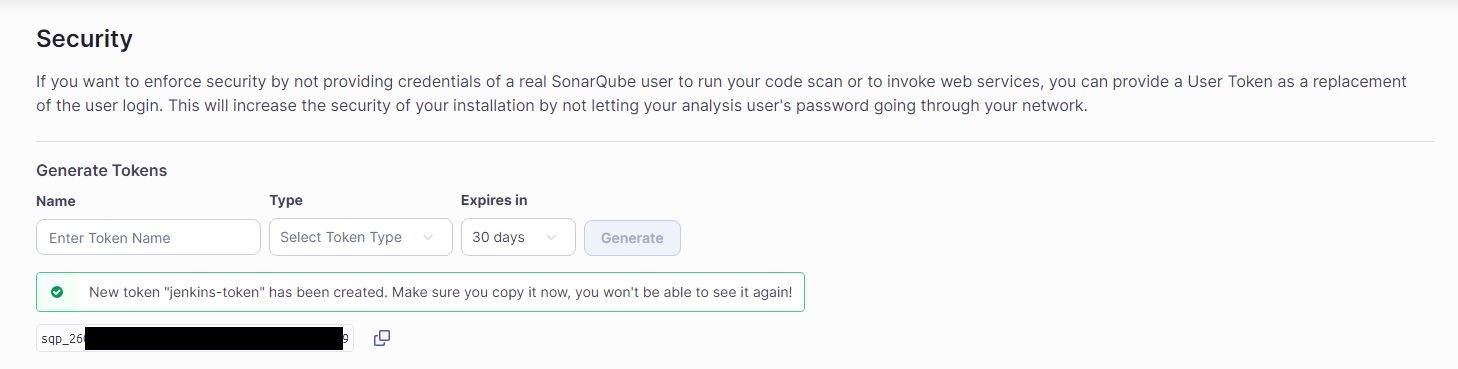 Security
If you want to enforce security by not providing credentials of a real SonarQube user to run your code scan or to invoke web services, you can provide a User Token as a replacement
of the user login. This will increase the security of your installation by not letting your analysis user's password going through your network.
Generate Tokens
Name Type Expires in
Enter Token Name Select Token Type 30 days Generate
New token "jenkins-token" has been created. Make sure you copy it now, you won't be able to see it again!
sqp_26 9